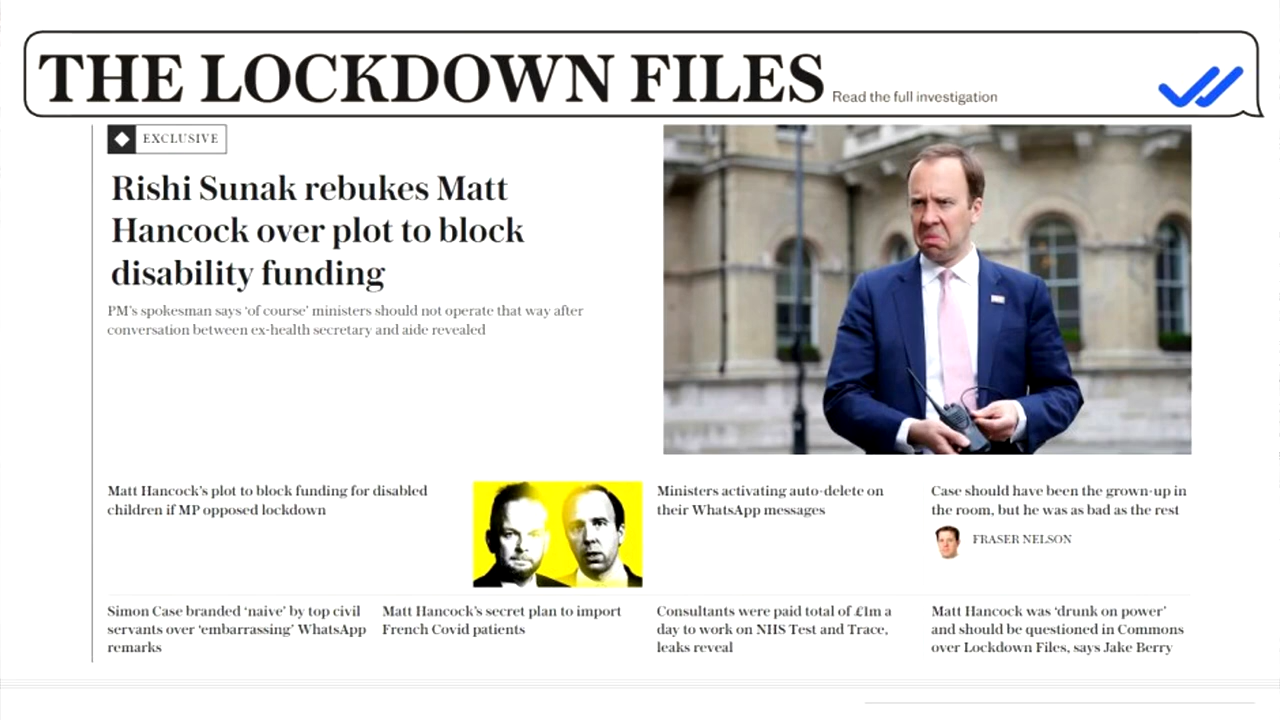 THE LOCKDOWN FILES Read the full investigation
EXCLUSIVE
Rishi Sunak rebukes Matt
Hancock over plot to block
disability funding
PM's spokesman says ‘of course’ ministers should not operate that way after
conversation between ex-health secretary and aide revealed
Matt Hancock's plot to block funding for disabled
children if MP opposed lockdown
Ministers activating auto-delete on
their WhatsApp messages
Case should have been the grown-up in
the room, but he was as bad as the rest
FRASER NELSON
Simon Case branded ‘naive’ by top civil
servants over ‘embarrassing’ WhatsApp
remarks
Matt Hancock's secret plan to import
French Covid patients
Consultants were paid total of £1m a
day to work on NHS Test and Trace,
leaks reveal
Matt Hancock was ‘drunk on power’
and should be questioned in Commons
over Lockdown Files, says Jake Berry